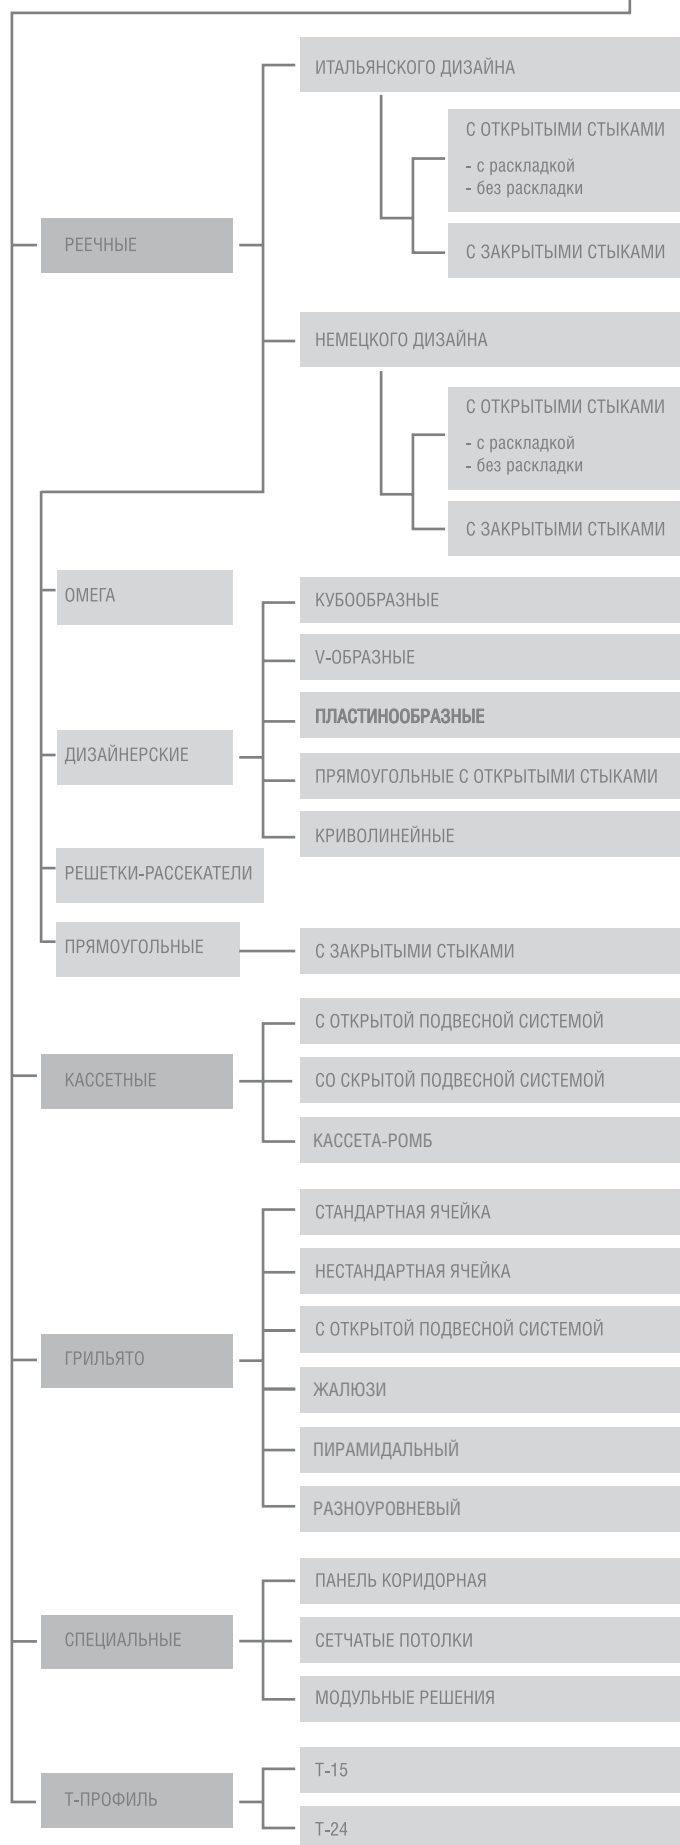 ИТАЛЬЯНСКОГО ДИЗАЙНА
С ОТКРЫТЫМИ СТЫКАМИ
- с раскладкой
- без раскладки
РЕЕЧНЫЕ
С ЗАКРЫТЫМИ СТЫКАМИ
НЕМЕЦКОГО ДИЗАЙНА
С ОТКРЫТЫМИ СТЫКАМИ
- с раскладкой
- без раскладки
С ЗАКРЫТЫМИ СТЫКАМИ
ОМЕГА
КУБООБРАЗНЫЕ
V-ОБРАЗНЫЕ
ПЛАСТИНООБРАЗНЫЕ
ДИЗАЙНЕРСКИЕ
ПРЯМОУГОЛЬНЫЕ С ОТКРЫТЫМИ СТЫКАМИ
КРИВОЛИНЕЙНЫЕ
РЕШЕТКИ-РАССЕКАТЕЛИ
ПРЯМОУГОЛЬНЫЕ
С ЗАКРЫТЫМИ СТЫКАМИ
С ОТКРЫТОЙ ПОДВЕСНОЙ СИСТЕМОЙ
КАССЕТНЫЕ
СО СКРЫТОЙ ПОДВЕСНОЙ СИСТЕМОЙ
КАССЕТА-РОМБ
СТАНДАРТНАЯ ЯЧЕЙКА
НЕСТАНДАРТНАЯ ЯЧЕЙКА
С ОТКРЫТОЙ ПОДВЕСНОЙ СИСТЕМОЙ
ГРИЛЬЯТО
ЖАЛЮЗИ
ПИРАМИДАЛЬНЫЙ
РАЗНОУРОВНЕВЫЙ
ПАНЕЛЬ КОРИДОРНАЯ
СПЕЦИАЛЬНЫЕ
СЕТЧАТЫЕ ПОТОЛКИ
МОДУЛЬНЫЕ РЕШЕНИЯ
Т-15
Т-ПРОФИЛЬ
Т-24